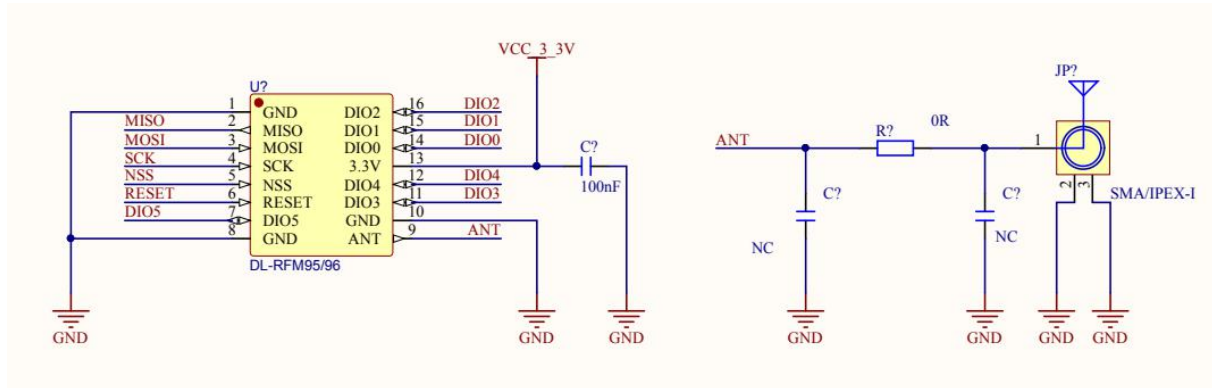 VCC_3_3V
U?
1 GND DIO2 16 DIO2
MISO 2 MISO DIO1 15 DIO1
MOSI 3 MOSI DIO0 14 DIO0
SCK 4 SCK 3.3V 13
NSS 5 NSS DIO4 12 DIO4
RESET 6 RESET DIO3 11 DIO3
DIO5 7 DIO5 GND 10
8 GND ANT 9 ANT
DL-RFM95/96
C?
100nF
GND
GND
GND
JP?
ANT
R?
0R
1
C?
NC
C?
NC
2
3
SMA/IPEX-I
GND
GND
GND
GND